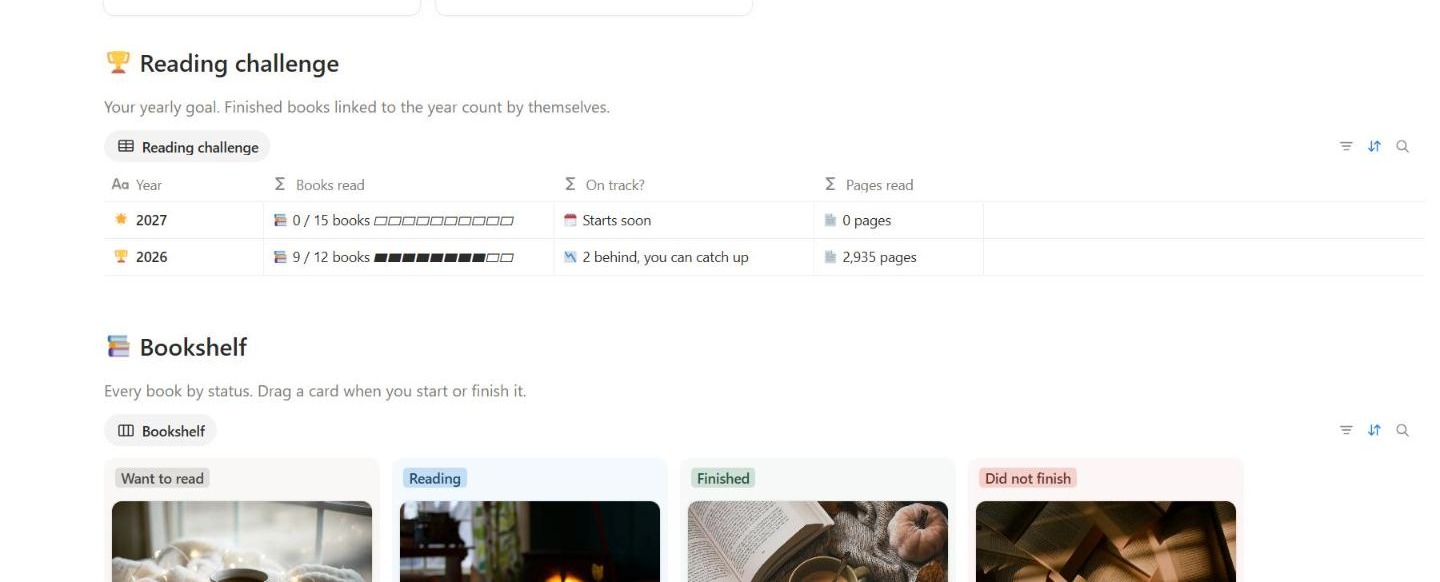 Reading challenge
Your yearly goal. Finished books linked to the year count by themselves.
Reading challenge
Aa Year Σ Books read Σ On track? Σ Pages read
2027 0 / 15 books Starts soon 0 pages
2026 9 / 12 books 2 behind, you can catch up 2,935 pages
Bookshelf
Every book by status. Drag a card when you start or finish it.
Bookshelf
Want to read Reading Finished Did not finish